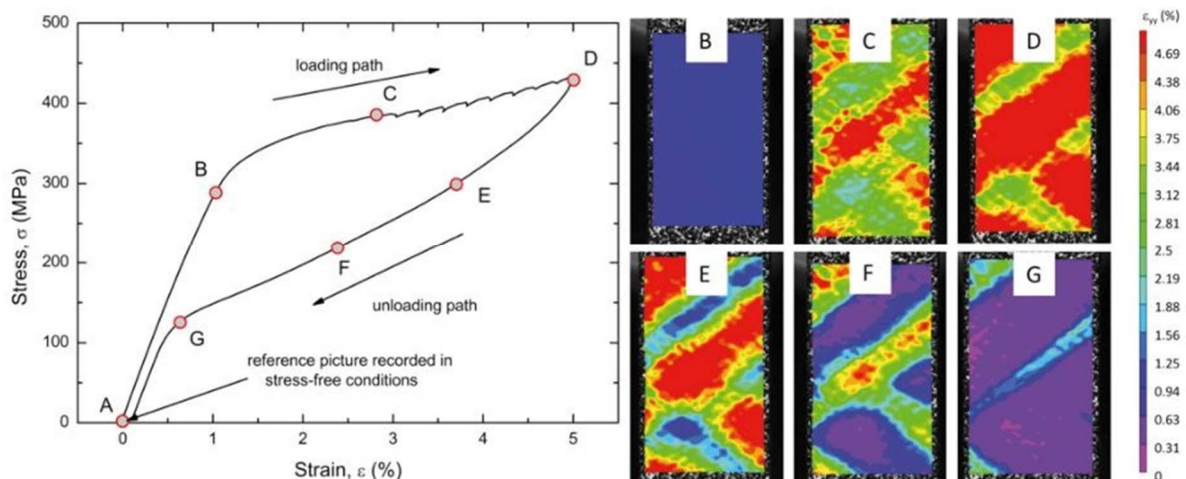 500
400
300
200
100
0
Stress, σ (MPa)
0
1
2
3
4
5
Strain, ε (%)
loading path
unloading path
reference picture recorded in
stress-free conditions
A
B
C
D
E
F
G
B
C
D
E
F
G
εyy (%)
4.69
4.38
4.06
3.75
3.44
3.12
2.81
2.5
2.19
1.88
1.56
1.25
0.94
0.63
0.31
0